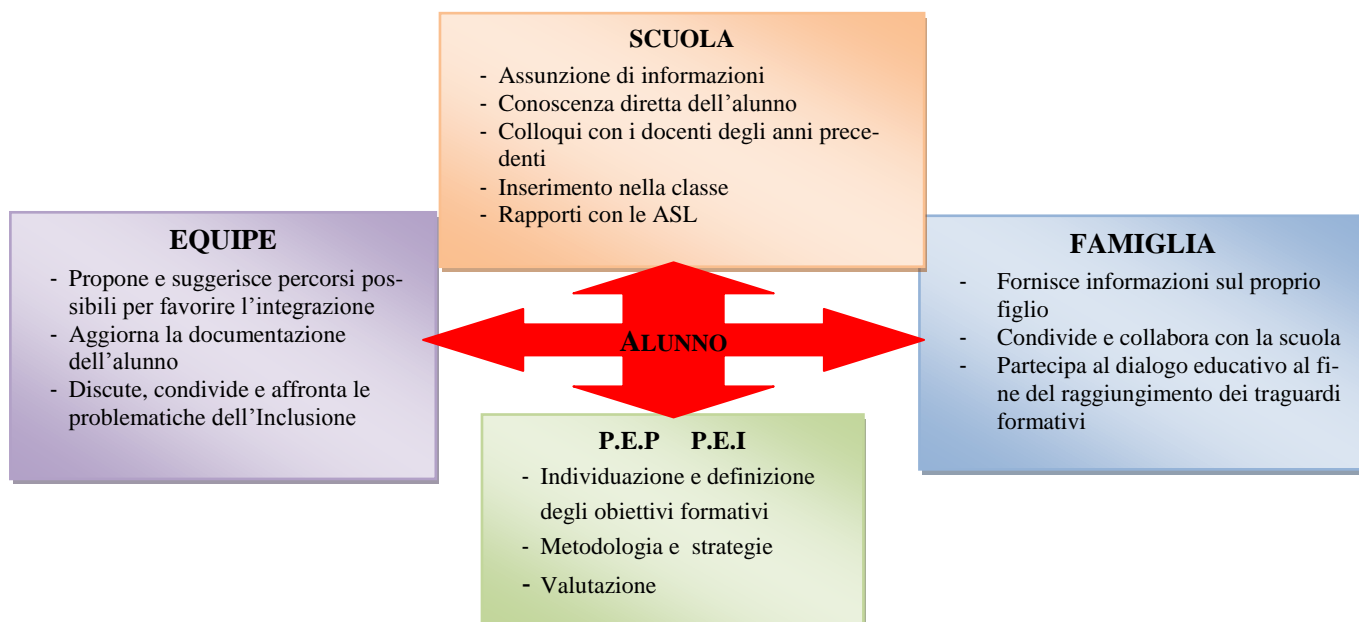 SCUOLA
- Assunzione di informazioni
- Conoscenza diretta dell’alunno
- Colloqui con i docenti degli anni prece-
denti
- Inserimento nella classe
- Rapporti con le ASL
EQUIPE
- Propone e suggerisce percorsi pos-
sibili per favorire l’integrazione
- Aggiorna la documentazione
dell’alunno
- Discute, condivide e affronta le
problematiche dell’Inclusione
ALUNNO
FAMIGLIA
- Fornisce informazioni sul proprio
figlio
- Condivide e collabora con la scuola
- Partecipa al dialogo educativo al fi-
ne del raggiungimento dei traguardi
formativi
P.E.P P.E.I
- Individuazione e definizione
degli obiettivi formativi
- Metodologia e strategie
- Valutazione